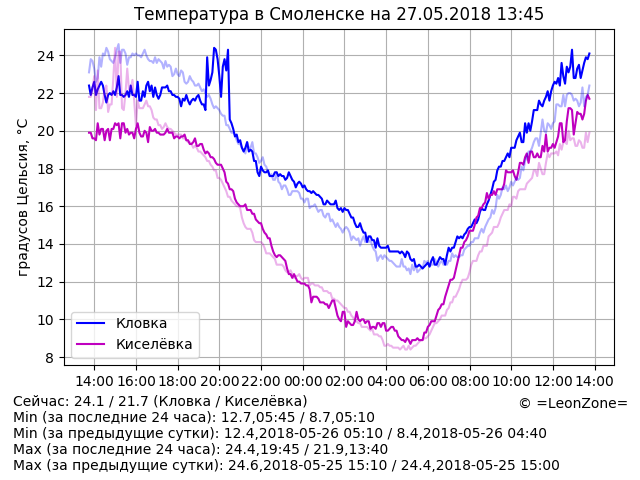 Температура в Смоленске на 27.05.2018 13:45
градусов Цельсия, °C
24
22
20
18
16
14
12
10
8
Кловка
Киселёвка
14:00 16:00 18:00 20:00 22:00 00:00 02:00 04:00 06:00 08:00 10:00 12:00 14:00
Сейчас: 24.1 / 21.7 (Кловка / Киселёвка)
© =LeonZone=
Min (за последние 24 часа): 12.7,05:45 / 8.7,05:10
Min (за предыдущие сутки): 12.4,2018-05-26 05:10 / 8.4,2018-05-26 04:40
Max (за последние 24 часа): 24.4,19:45 / 21.9,13:40
Max (за предыдущие сутки): 24.6,2018-05-25 15:10 / 24.4,2018-05-25 15:00